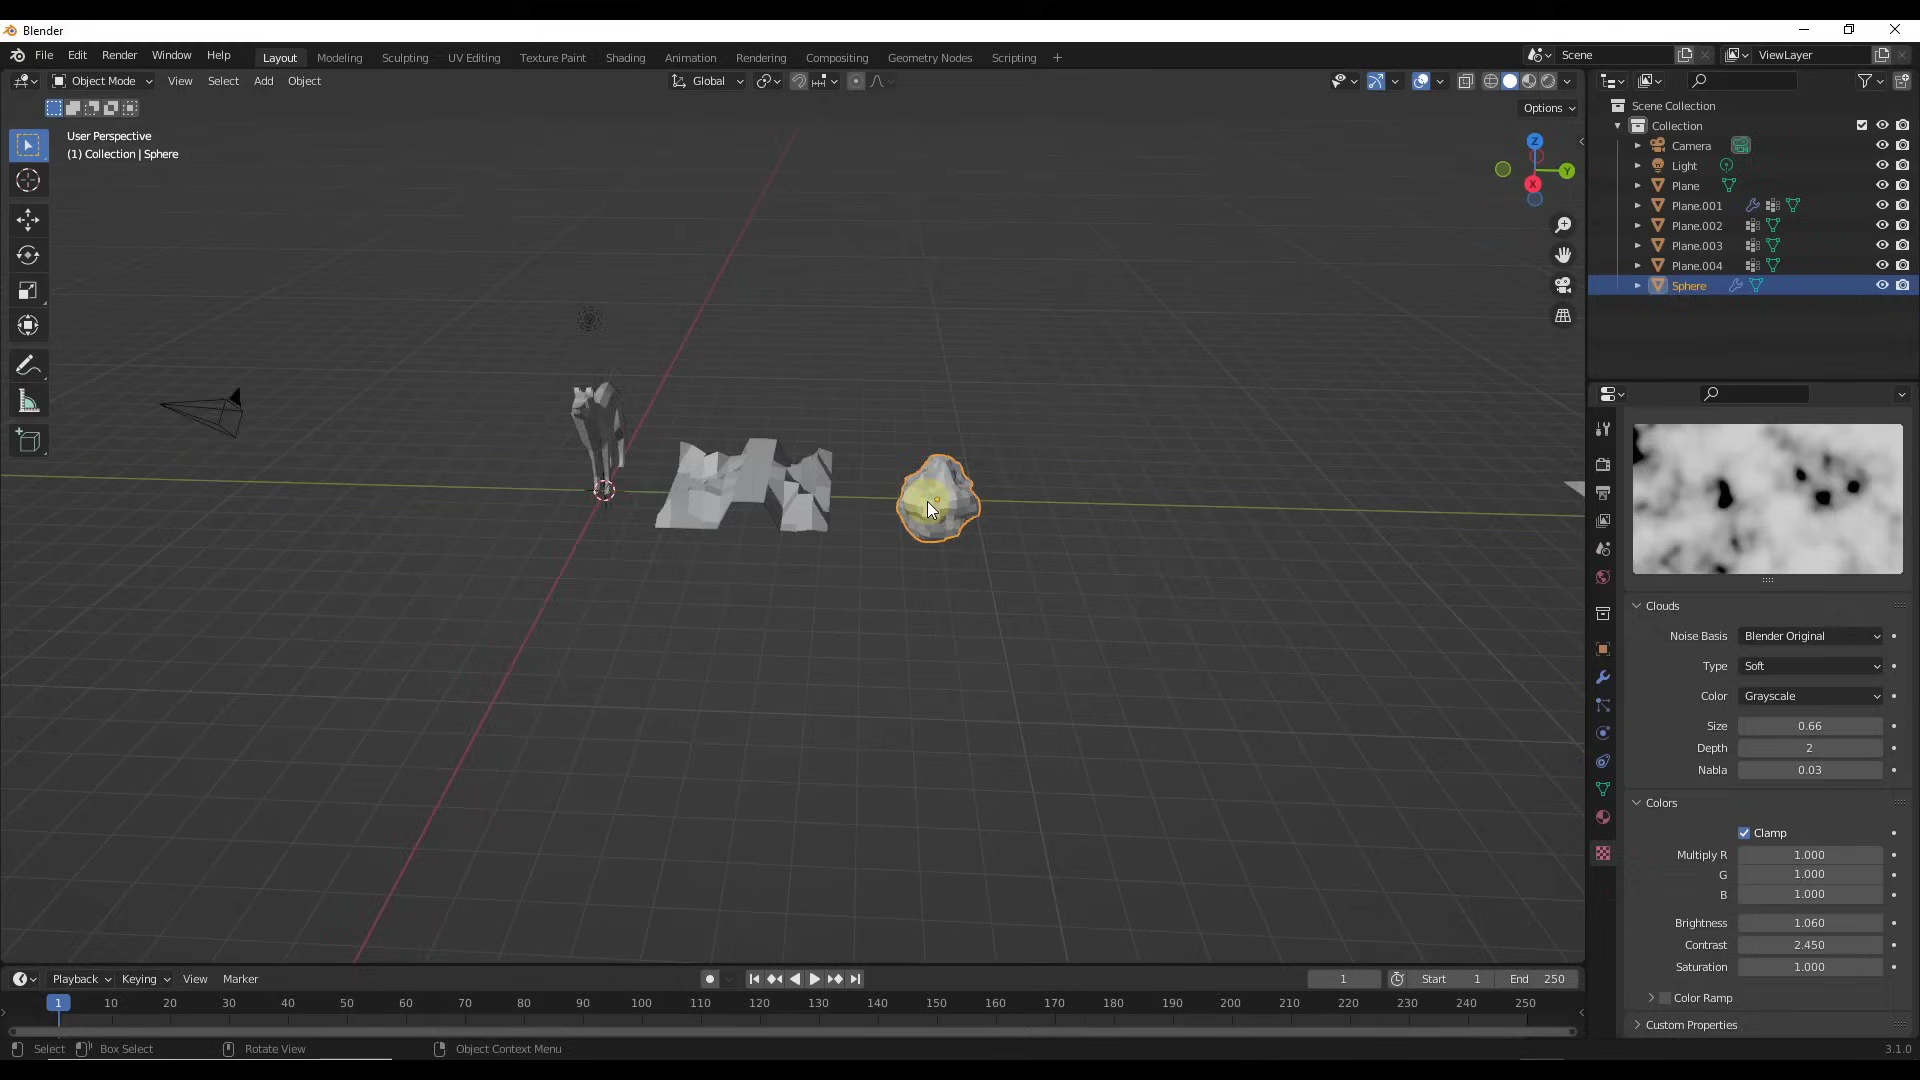 Blender
File Edit Render Window Help Layout Modeling Sculpting UV Editing Texture Paint Shading Animation Rendering Compositing Geometry Nodes Scripting + Scene ViewLayer
Object Mode View Select Add Object Global
Options
User Perspective
(1) Collection | Sphere
Z
Y
X
Scene Collection
Collection
Camera
Light
Plane
Plane.001
Plane.002
Plane.003
Plane.004
Sphere
Clouds
Noise Basis Blender Original
Type Soft
Color Grayscale
Size 0.66
Depth 2
Nabla 0.03
Colors
Clamp
Multiply R 1.000
G 1.000
B 1.000
Brightness 1.060
Contrast 2.450
Saturation 1.000
Color Ramp
Custom Properties
Playback Keying View Marker 1 Start 1 End 250
1 10 20 30 40 50 60 70 80 90 100 110 120 130 140 150 160 170 180 190 200 210 220 230 240 250
Select Box Select Rotate View Object Context Menu 3.1.0